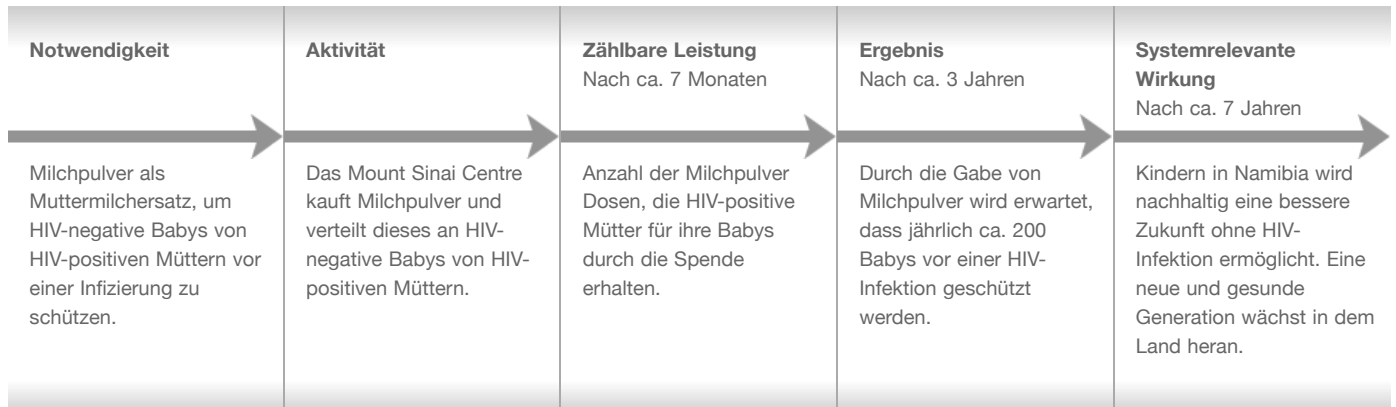 Notwendigkeit
Milchpulver als
Muttermilchersatz, um
HIV-negative Babys von
HIV-positiven Müttern vor
einer Infizierung zu
schützen.
Aktivität
Das Mount Sinai Centre
kauft Milchpulver und
verteilt dieses an HIV-
negative Babys von HIV-
positiven Müttern.
Zählbare Leistung
Nach ca. 7 Monaten
Anzahl der Milchpulver
Dosen, die HIV-positive
Mütter für ihre Babys
durch die Spende
erhalten.
Ergebnis
Nach ca. 3 Jahren
Durch die Gabe von
Milchpulver wird erwartet,
dass jährlich ca. 200
Babys vor einer HIV-
Infektion geschützt
werden.
Systemrelevante
Wirkung
Nach ca. 7 Jahren
Kindern in Namibia wird
nachhaltig eine bessere
Zukunft ohne HIV-
Infektion ermöglicht. Eine
neue und gesunde
Generation wächst in dem
Land heran.